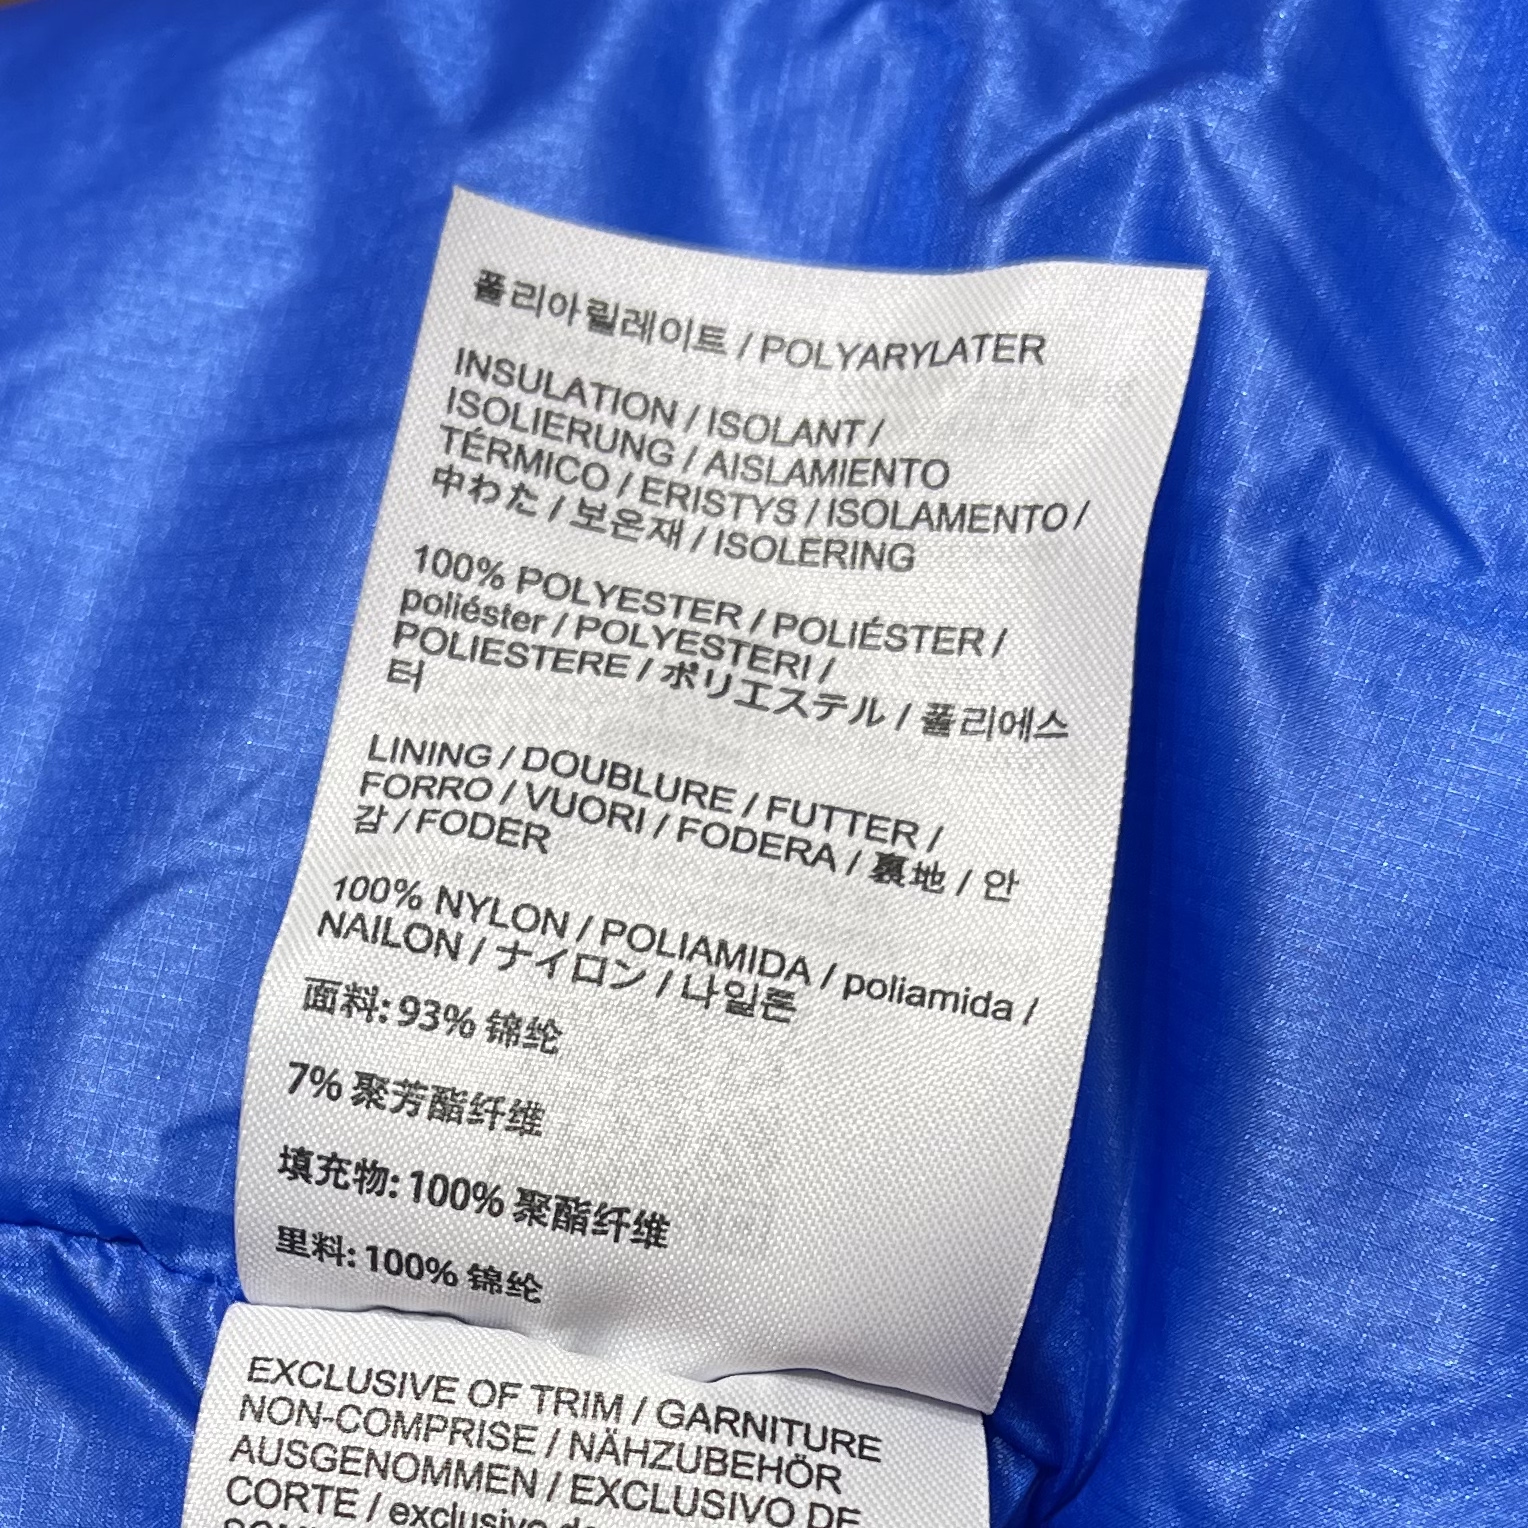 폴리아릴레이트 / POLYARYLATER
INSULATION / ISOLANT /
ISOLIERUNG / AISLAMIENTO
TÉRMICO / ERISTYS / ISOLAMENTO /
中わた / 보온재 / ISOLERING
100% POLYESTER / POLIÉSTER /
poliéster / POLYESTERI /
POLIESTERE / ポリエステル / 폴리에스
터
LINING / DOUBLURE / FUTTER /
FORRO / VUORI / FODERA / 裏地 / 안
감 / FODER
100% NYLON / POLIAMIDA / poliamida /
NAILON / ナイロン / 나일론
面料: 93% 锦纶
7% 聚芳酯纤维
填充物: 100% 聚酯纤维
里料: 100% 锦纶
EXCLUSIVE OF TRIM / GARNITURE
NON-COMPRISE / NÄHZUBEHÖR
AUSGENOMMEN / EXCLUSIVO DE
CORTE / exclusivo de